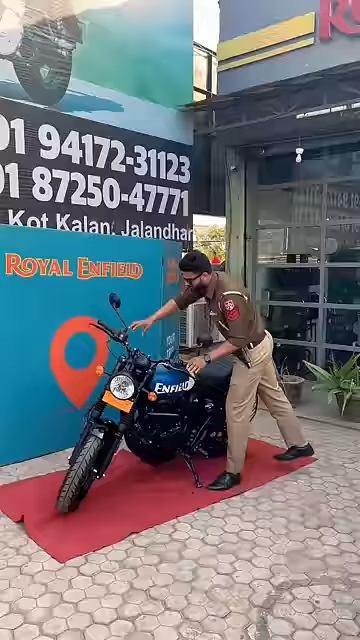 R
01 94172-31123
01 87250-47771
Kot Kalan, Jalandhar
ROYAL ENFIELD
ENFIELD